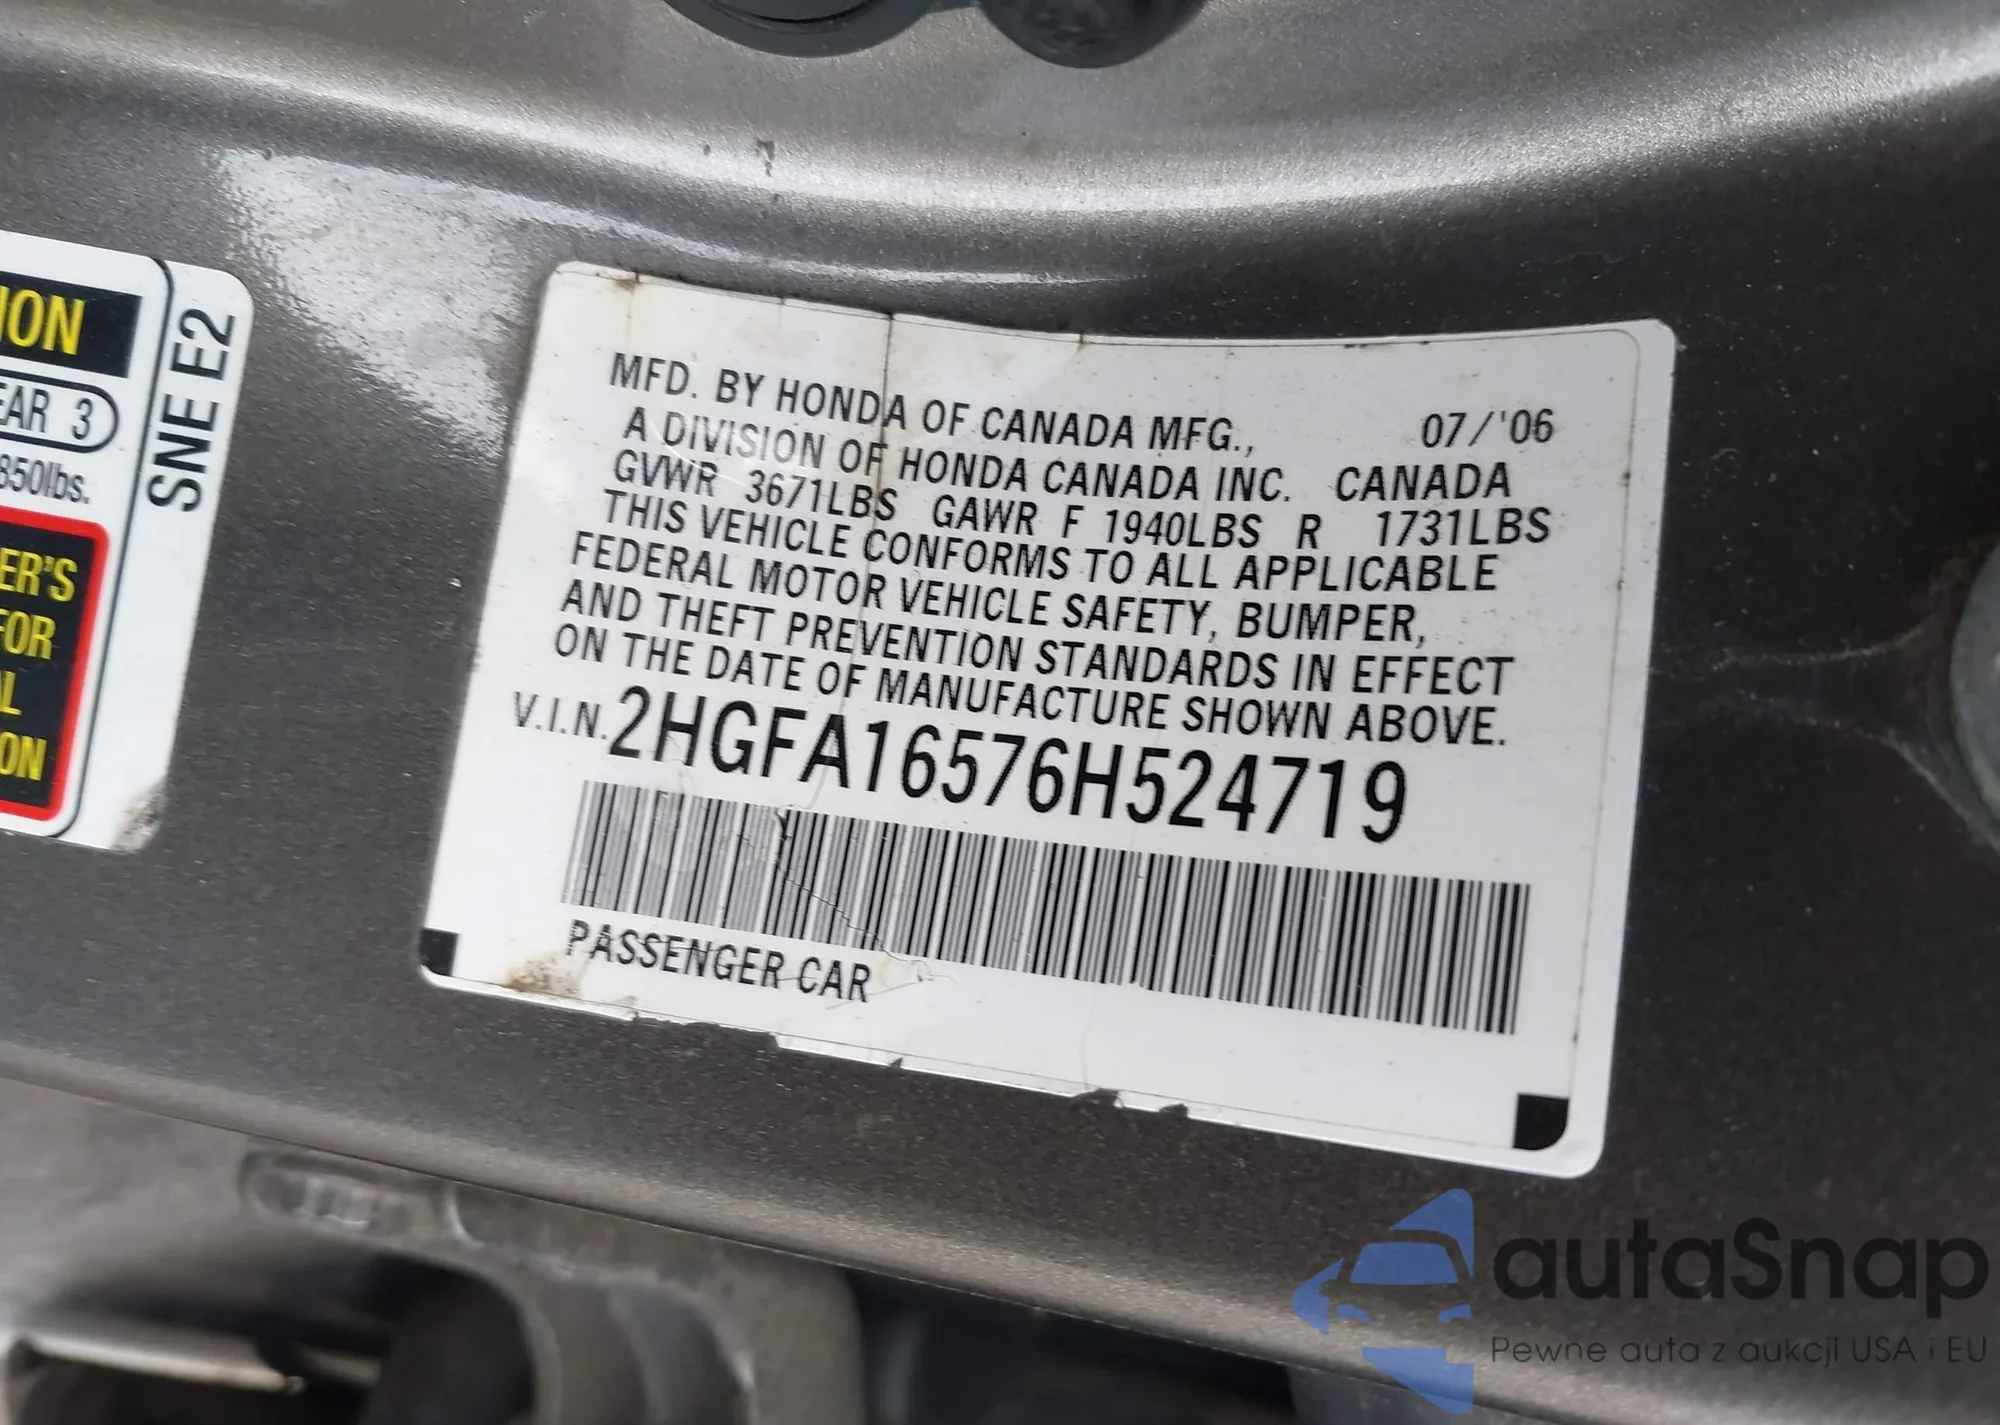 ION
EAR 3
850lbs.
ER'S
FOR
AL
ION
SNE E2
MFD. BY HONDA OF CANADA MFG., 07/'06
A DIVISION OF HONDA CANADA INC. CANADA
GVWR 3671LBS GAWR F 1940LBS R 1731LBS
THIS VEHICLE CONFORMS TO ALL APPLICABLE
FEDERAL MOTOR VEHICLE SAFETY, BUMPER,
AND THEFT PREVENTION STANDARDS IN EFFECT
ON THE DATE OF MANUFACTURE SHOWN ABOVE.
V.I.N. 2HGFA16576H524719
PASSENGER CAR
autaSnap
Pewne auta z aukcji USA i EU